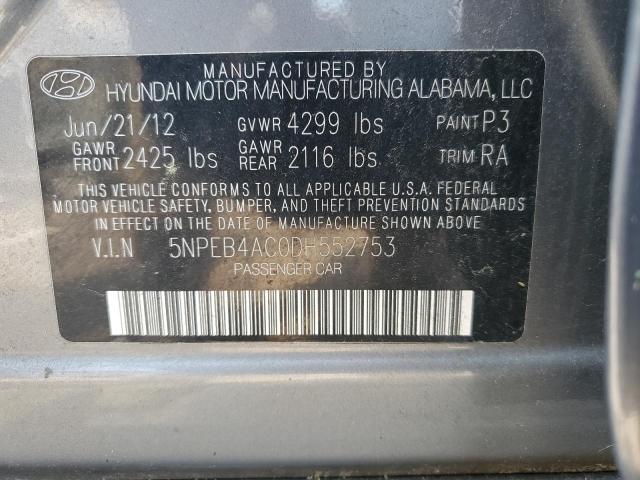 MANUFACTURED BY
HYUNDAI MOTOR MANUFACTURING ALABAMA, LLC
Jun/21/12 GVWR 4299 lbs PAINT P3
GAWR FRONT 2425 lbs GAWR REAR 2116 lbs. TRIM RA
THIS VEHICLE CONFORMS TO ALL APPLICABLE U.S.A. FEDERAL
MOTOR VEHICLE SAFETY, BUMPER, AND THEFT PREVENTION
STANDARDS IN EFFECT ON THE DATE OF MANUFACTURE SHOWN ABOVE.
V.I.N 5NPEB4AC0DH552753
PASSENGER CAR